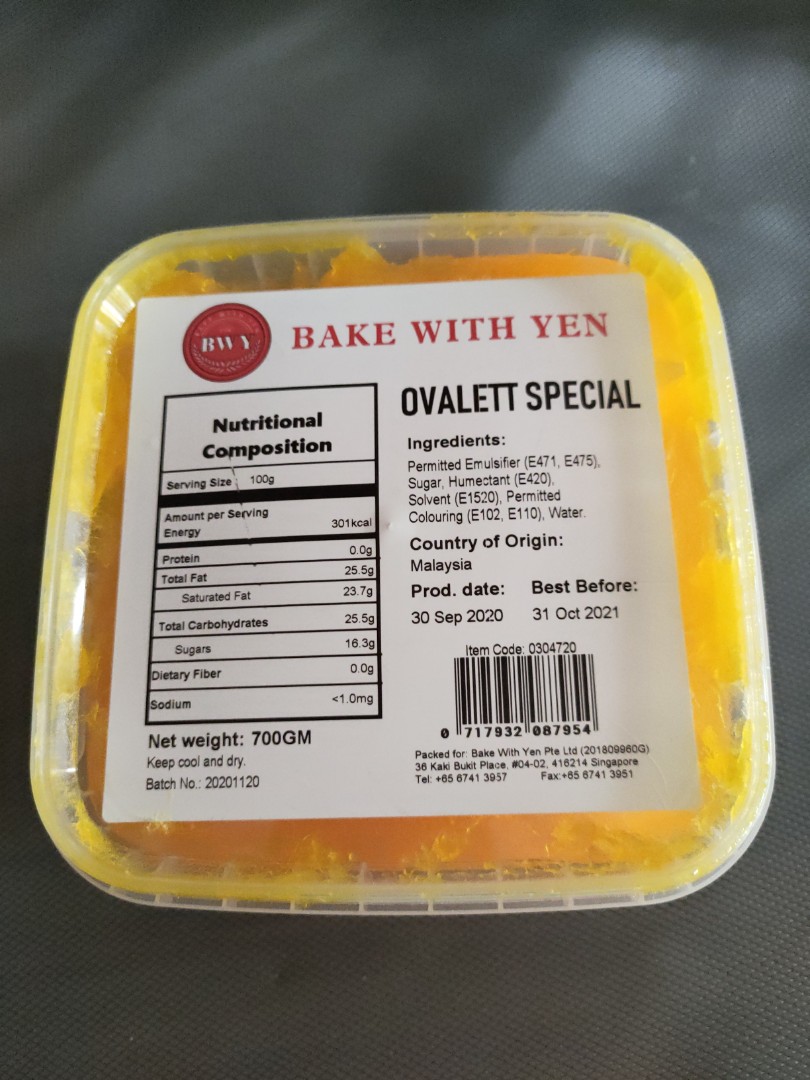 BWY
BAKE WITH YEN
OVALETT SPECIAL
Nutritional
Composition
Serving Size 100g
Amount per Serving
Energy 301kcal
Protein 0.0g
Total Fat 25.5g
Saturated Fat 23.7g
Total Carbohydrates 25.5g
Sugars 16.3g
Dietary Fiber 0.0g
Sodium <1.0mg
Net weight: 700GM
Keep cool and dry.
Batch No.: 20201120
Ingredients:
Permitted Emulsifier (E471, E475),
Sugar, Humectant (E420),
Solvent (E1520), Permitted
Colouring (E102, E110), Water.
Country of Origin:
Malaysia
Prod. date: Best Before:
30 Sep 2020 31 Oct 2021
Item Code: 0304720
0 717932 087954
Packed for: Bake With Yen Pte Ltd (201809960G)
36 Kaki Bukit Place, #04-02, 416214 Singapore
Tel: +65 6741 3957 Fax:+65 6741 3951